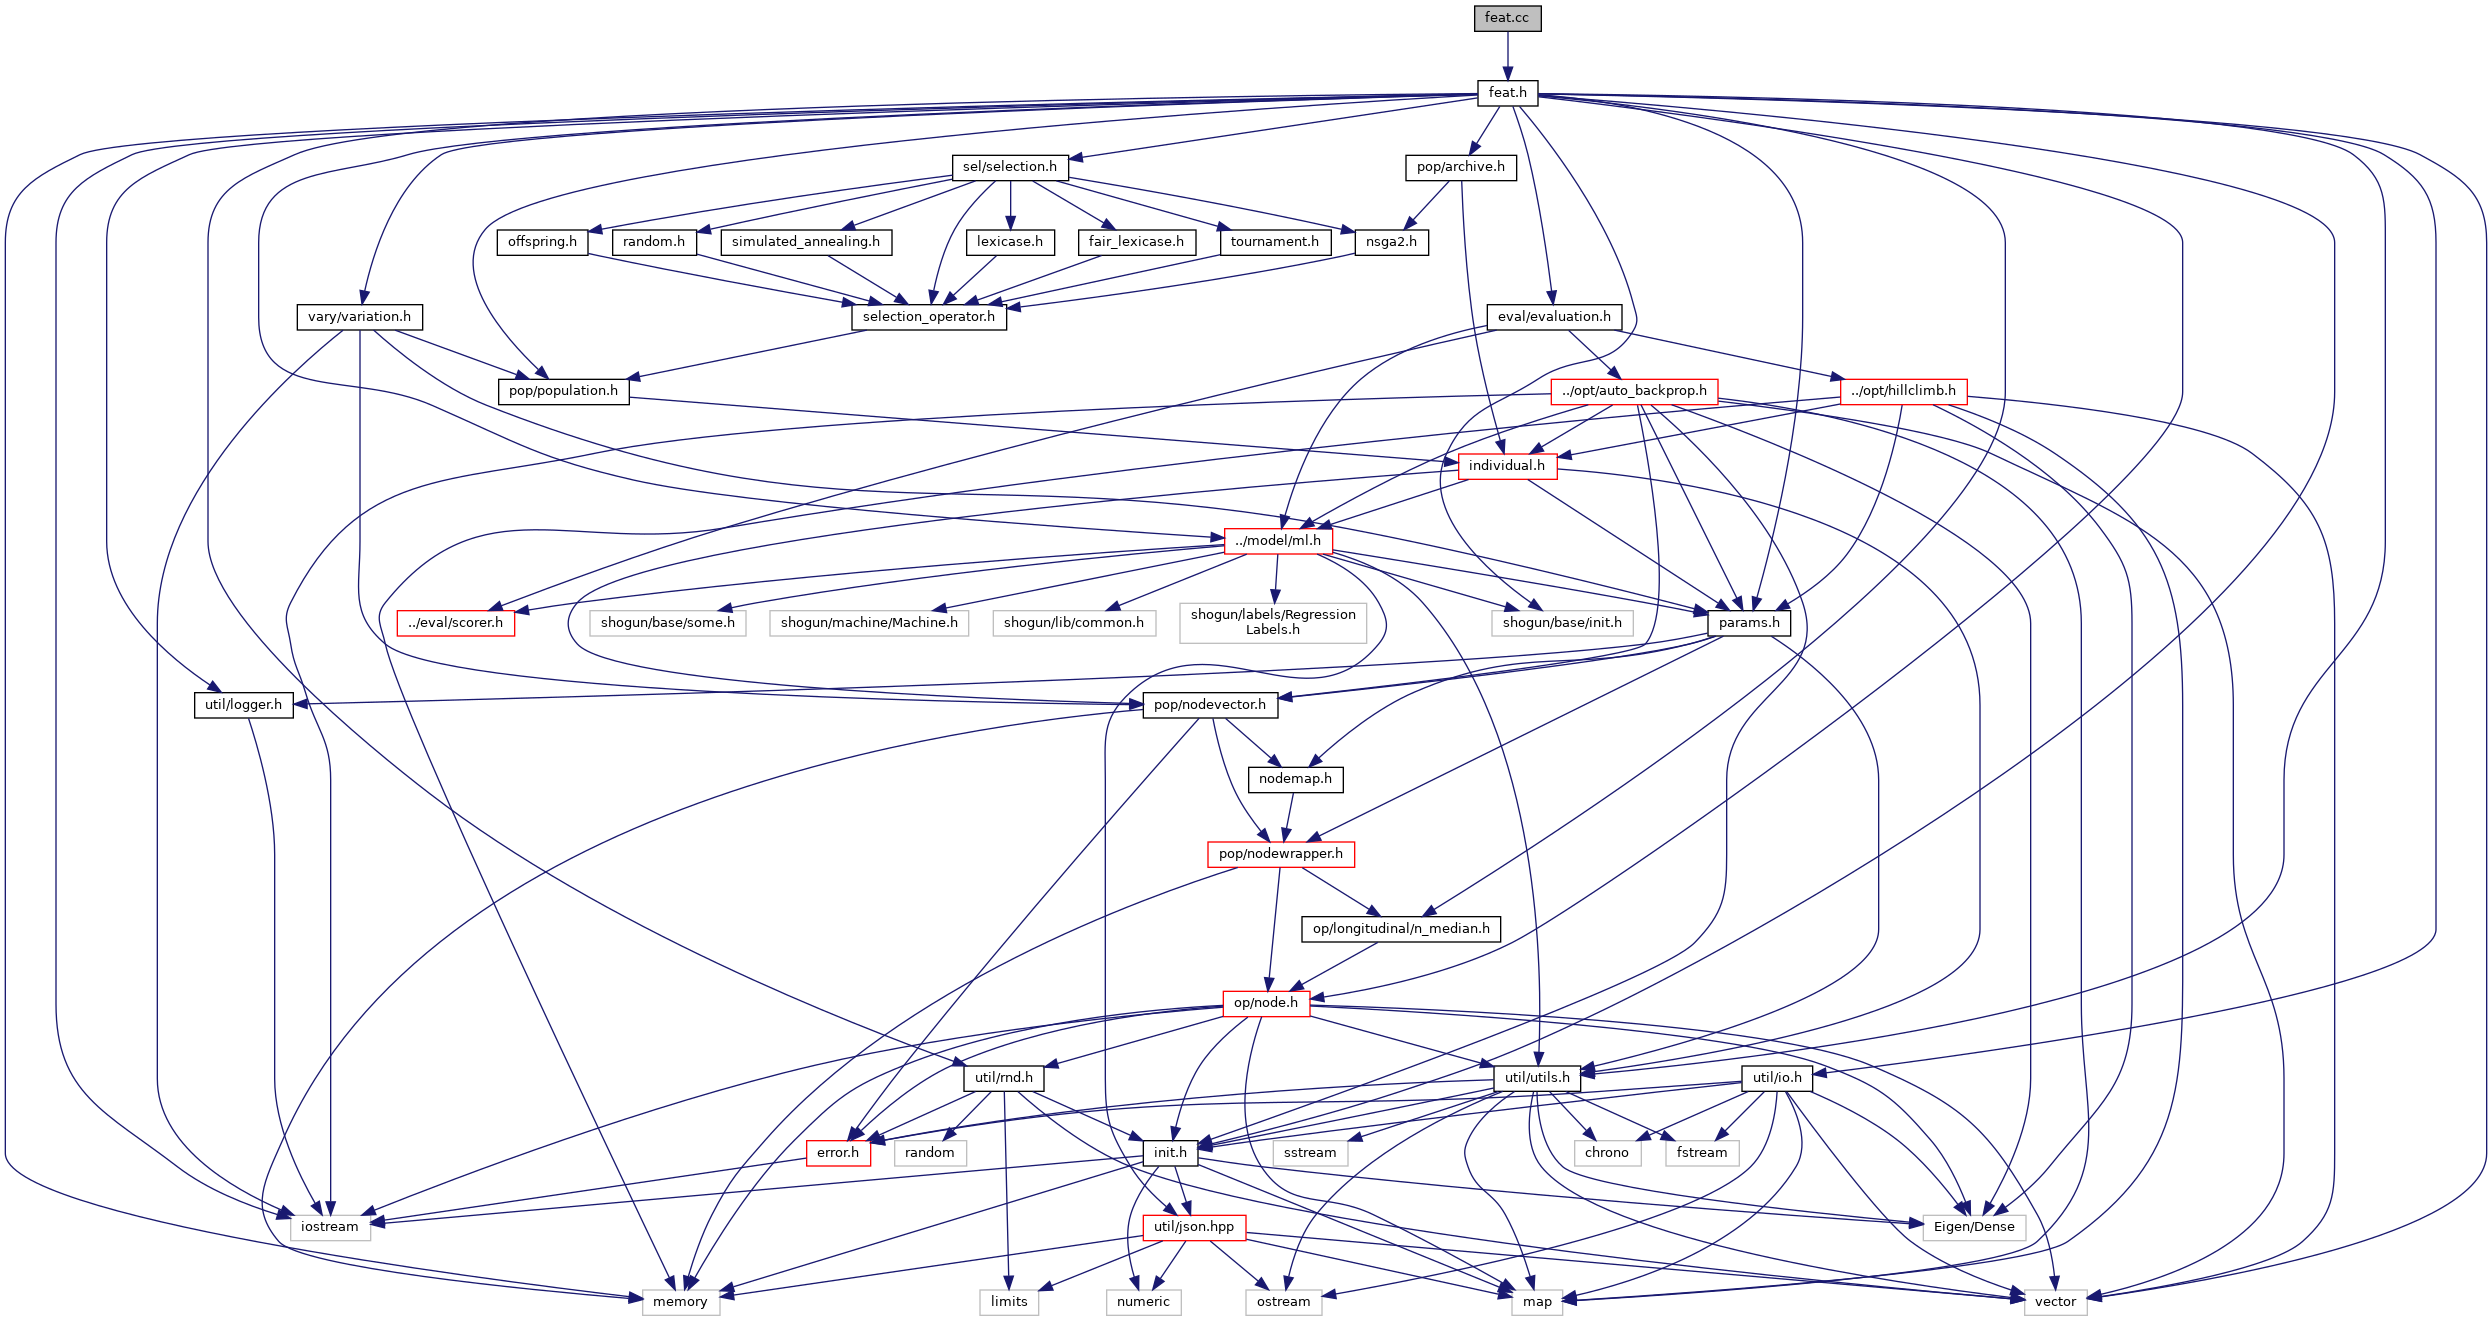 feat.cc
feat.h
sel/selection.h
pop/archive.h
offspring.h
random.h
simulated_annealing.h
lexicase.h
fair_lexicase.h
tournament.h
nsga2.h
vary/variation.h
selection_operator.h
eval/evaluation.h
pop/population.h
../opt/auto_backprop.h
../opt/hillclimb.h
individual.h
../model/ml.h
../eval/scorer.h
shogun/base/some.h
shogun/machine/Machine.h
shogun/lib/common.h
shogun/labels/Regression
Labels.h
shogun/base/init.h
params.h
util/logger.h
pop/nodevector.h
nodemap.h
pop/nodewrapper.h
op/longitudinal/n_median.h
op/node.h
util/rnd.h
util/utils.h
util/io.h
error.h
random
init.h
sstream
chrono
fstream
iostream
util/json.hpp
Eigen/Dense
memory
limits
numeric
ostream
map
vector